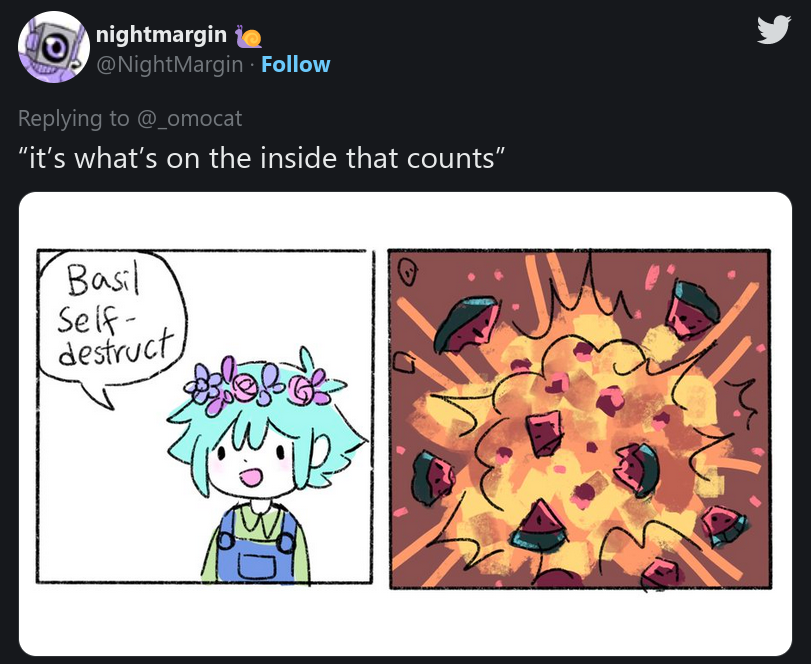 nightmargin 🐌
@NightMargin · Follow
Replying to @_omocat
“it’s what’s on the inside that counts”
Basil
self-
destruct